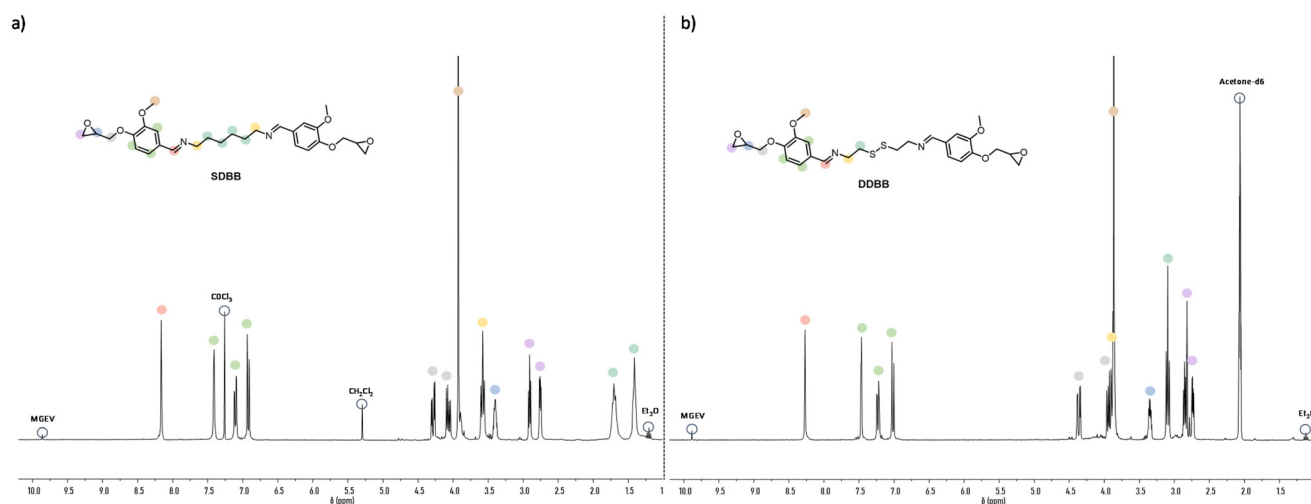 a)
O
O
O
N
N
O
O
O
SDBB
CDCl₃
CH₂Cl₂
MGEV
Et₂O
10.0 9.5 9.0 8.5 8.0 7.5 7.0 6.5 6.0 5.5 5.0 4.5 4.0 3.5 3.0 2.5 2.0 1.5 1
δ (ppm)
b)
Acetone-d6
O
O
O
N
S
S
N
O
O
O
DDBB
MGEV
Et₂O
10.0 9.5 9.0 8.5 8.0 7.5 7.0 6.5 6.0 5.5 5.0 4.5 4.0 3.5 3.0 2.5 2.0 1.5
δ (ppm)